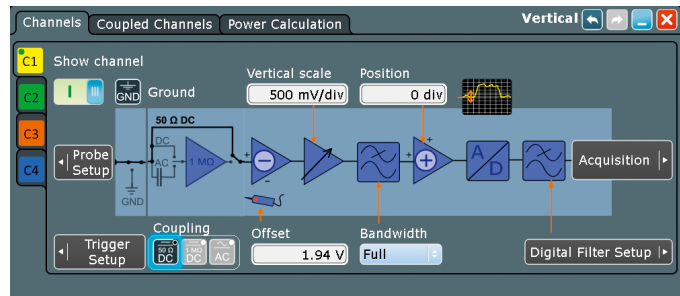 Channels Coupled Channels Power Calculation Vertical
C1 Show channel
Vertical scale Position
C2 GND Ground 500 mV/div 0 div
50 Ω DC
C3 DC
Probe Setup AC 1 MΩ A/D Acquisition
C4
GND
Coupling
Trigger Setup 50 Ω DC 1 MΩ DC AC Offset Bandwidth
1.94 V Full Digital Filter Setup